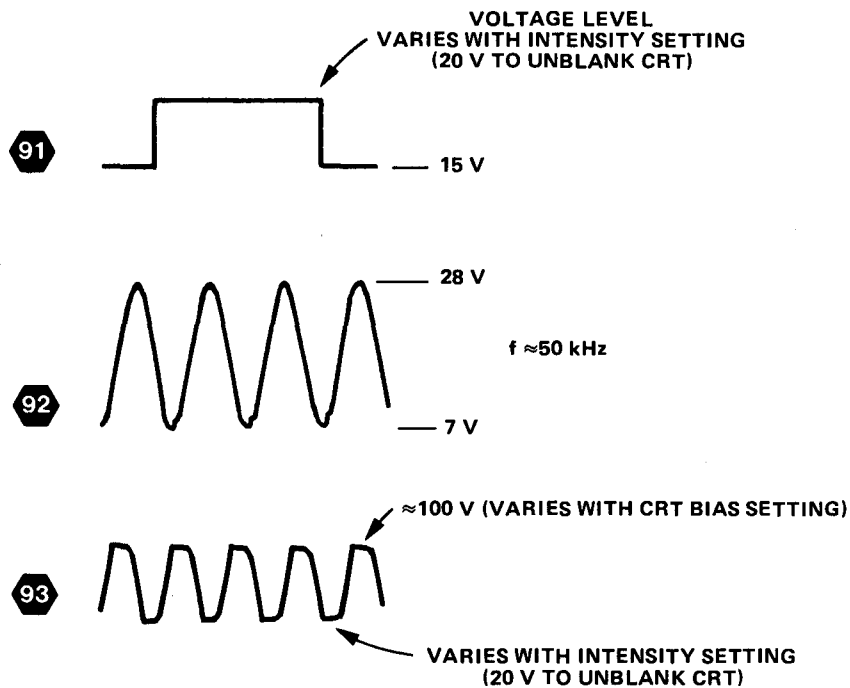 VOLTAGE LEVEL
VARIES WITH INTENSITY SETTING
(20 V TO UNBLANK CRT)
91
15 V
28 V
f ≈50 kHz
92
7 V
≈100 V (VARIES WITH CRT BIAS SETTING)
93
VARIES WITH INTENSITY SETTING
(20 V TO UNBLANK CRT)